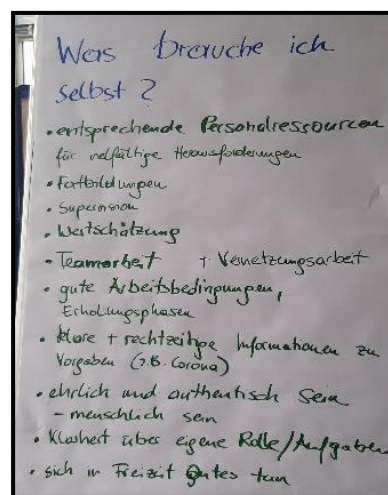 Was brauche ich
selbst?
• entsprechende Personalressourcen
für vielfältige Herausforderungen
• Fortbildungen
• Supervision
• Wertschätzung
• Teamarbeit + Vernetzungsarbeit
• gute Arbeitsbedingungen,
Erholungsphasen
• klare + rechtzeitige Informationen zu
Vorgaben (z.B. Corona)
• ehrlich und authentisch sein
- menschlich sein
• Klarheit über eigene Rolle/Aufgaben
• sich in Freizeit Gutes tun